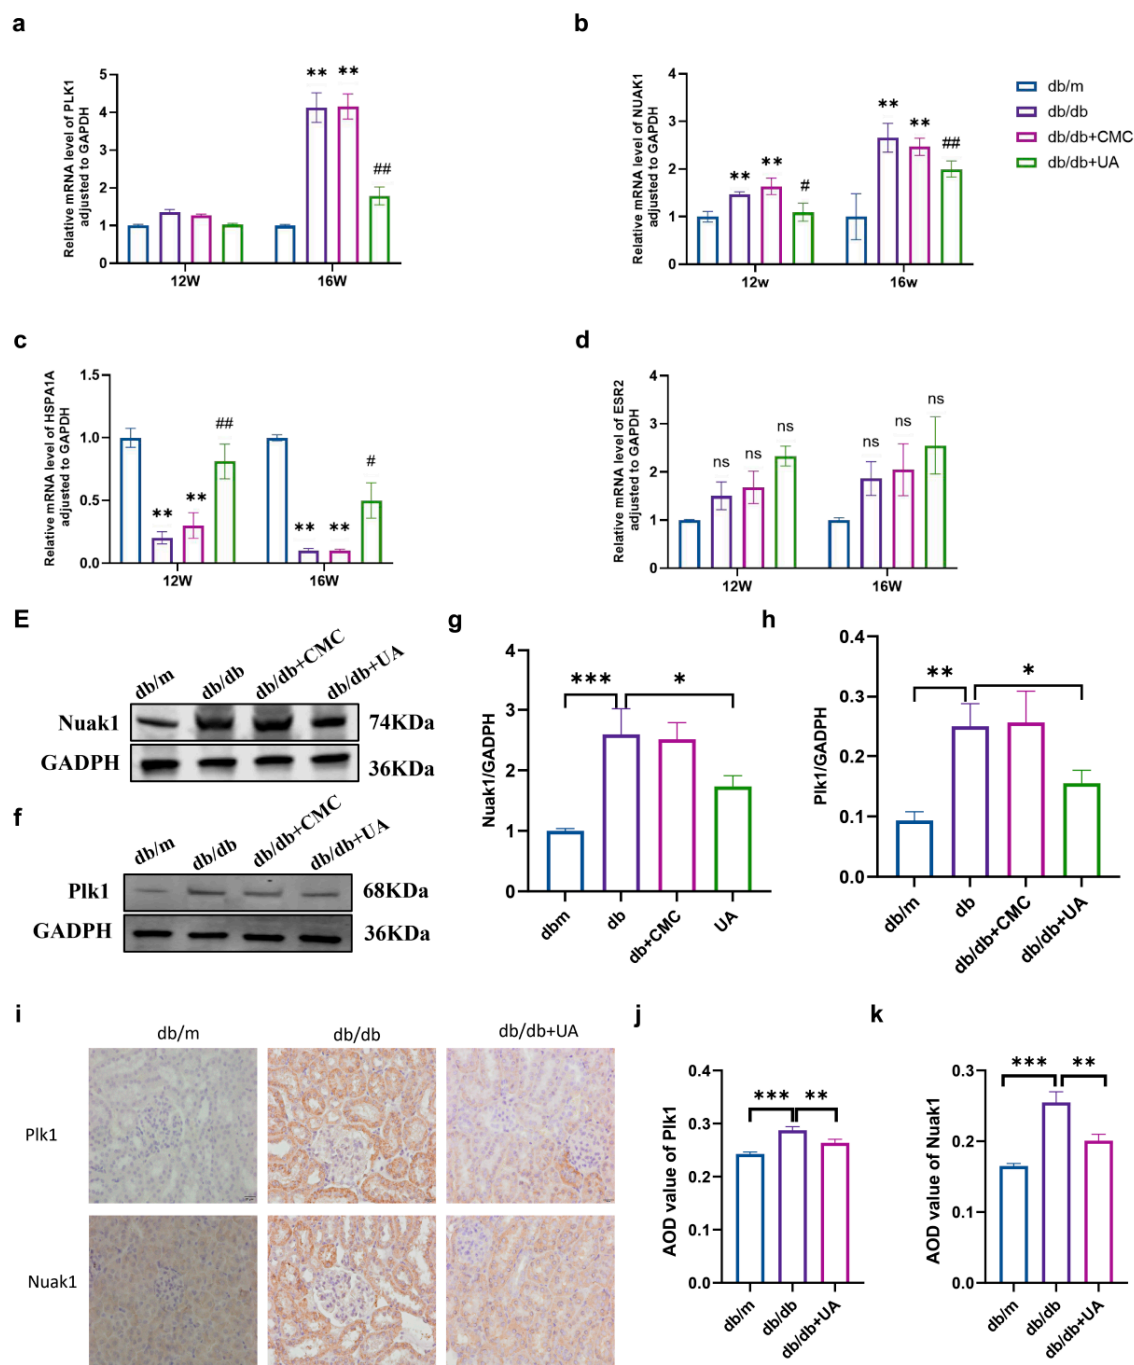 a
Relative mRNA level of PLK1
adjusted to GAPDH
5
4
3
2
1
0
** **
##
12W 16W
b
Relative mRNA level of NUAK1
adjusted to GAPDH
4
3
2
1
0
** ** #
** ** ##
12w 16w
db/m
db/db
db/db+CMC
db/db+UA
c
Relative mRNA level of HSPA1A
adjusted to GAPDH
1.5
1.0
0.5
0.0
** ** ##
** ** #
12W 16W
d
Relative mRNA level of ESR2
adjusted to GAPDH
4
3
2
1
0
ns ns ns
ns ns ns
12W 16W
E
db/m db/db db/db+CMC db/db+UA
Nuak1 74KDa
GADPH 36KDa
f
db/m db/db db/db+CMC db/db+UA
Plk1 68KDa
GADPH 36KDa
g
Nuak1/GADPH
4
3
2
1
0
*** *
dbm db db+CMC UA
h
Plk1/GADPH
0.4
0.3
0.2
0.1
0.0
** *
db/m db db/db+CMC db/db+UA
i
db/m db/db db/db+UA
Plk1
Nuak1
j
AOD value of Plk1
0.4
0.3
0.2
0.1
0.0
*** **
db/m db/db db/db+UA
k
AOD value of Nuak1
0.3
0.2
0.1
0.0
*** **
db/m db/db db/db+UA